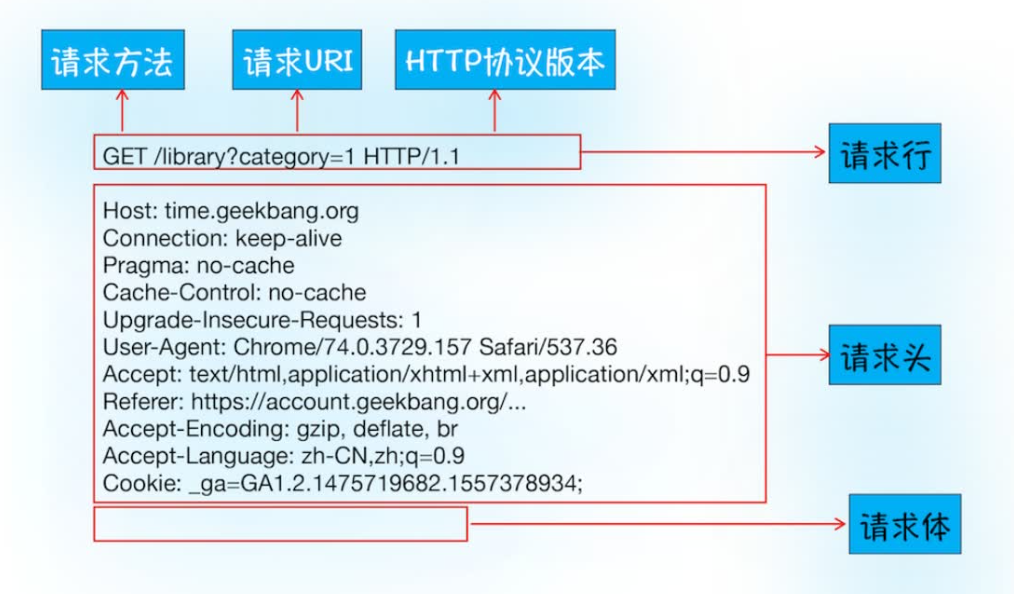 请求方法
请求URI
HTTP协议版本
GET /library?category=1 HTTP/1.1
请求行
Host: time.geekbang.org
Connection: keep-alive
Pragma: no-cache
Cache-Control: no-cache
Upgrade-Insecure-Requests: 1
User-Agent: Chrome/74.0.3729.157 Safari/537.36
Accept: text/html,application/xhtml+xml,application/xml;q=0.9
Referer: https://account.geekbang.org/...
Accept-Encoding: gzip, deflate, br
Accept-Language: zh-CN,zh;q=0.9
Cookie: _ga=GA1.2.1475719682.1557378934;
请求头
请求体